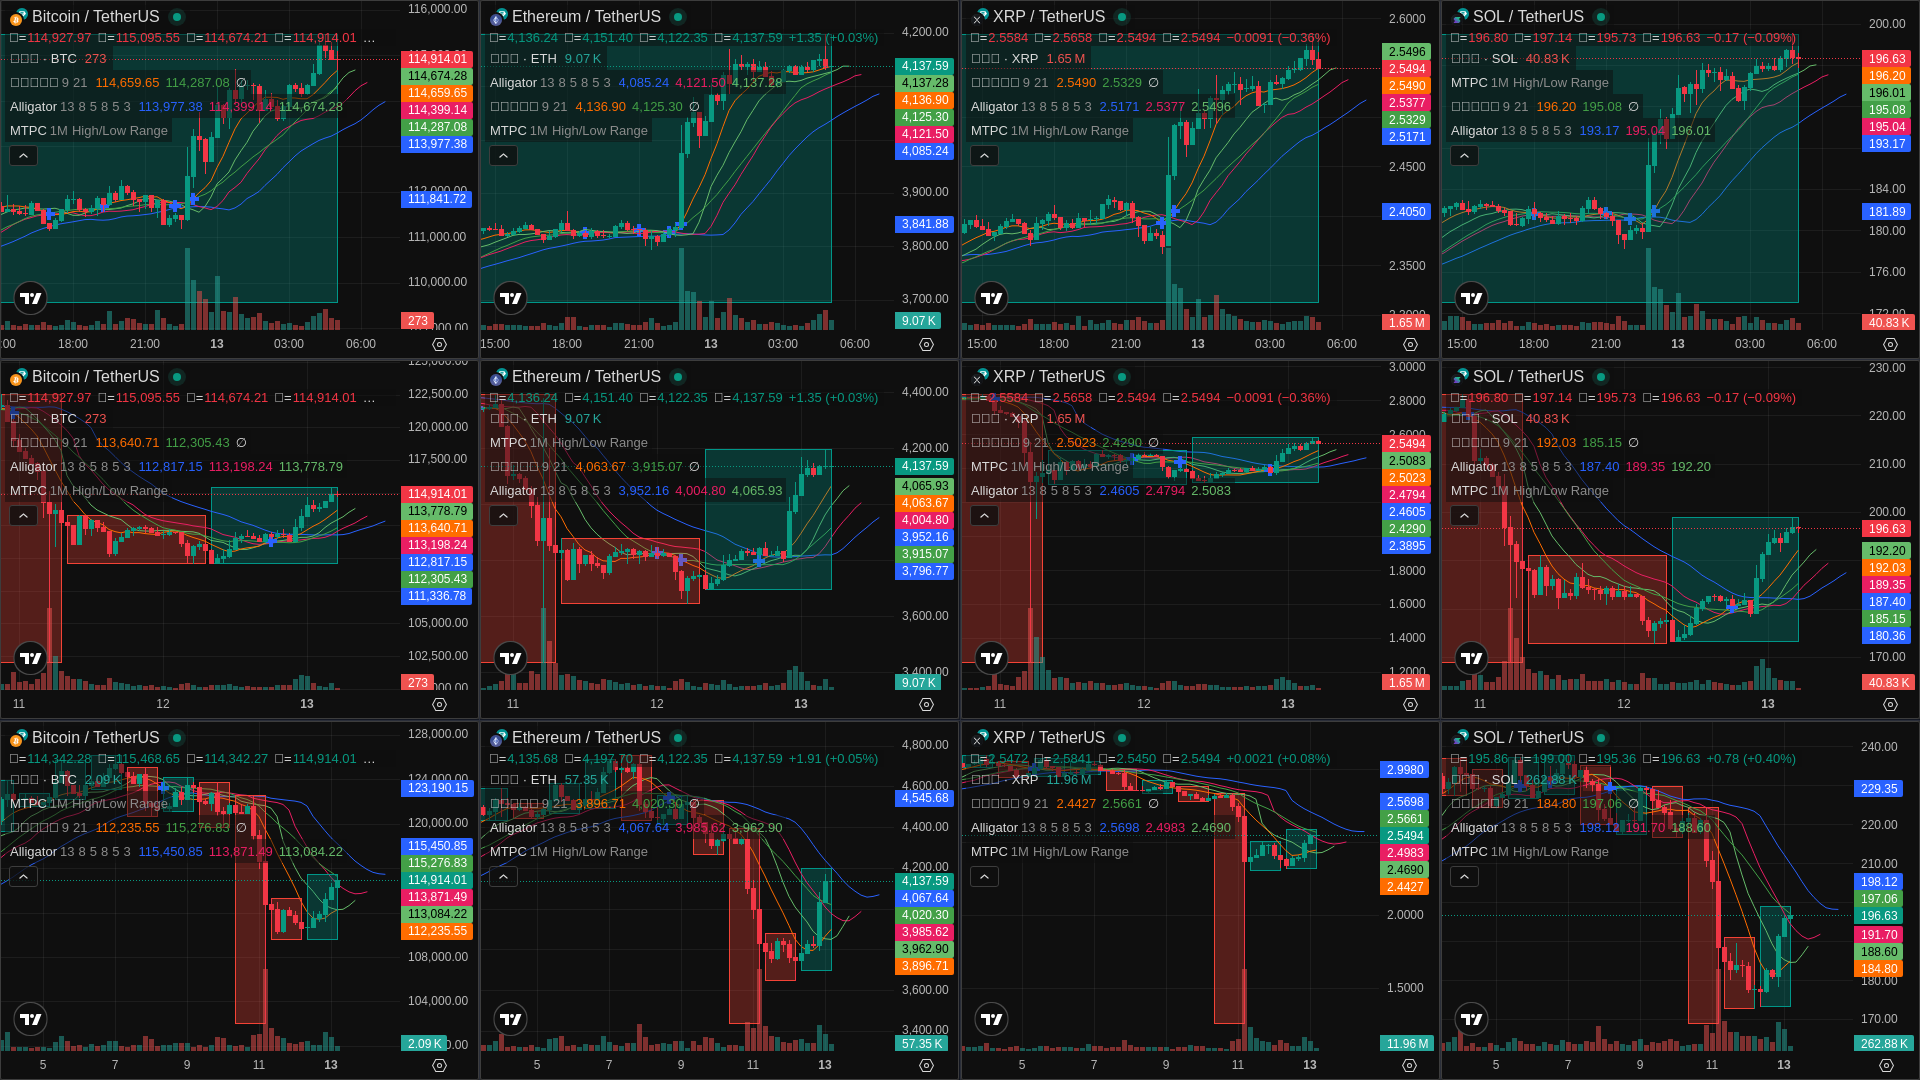 Bitcoin / TetherUS
=114,927.97 =115,095.55 =114,674.21 =114,914.01 ...
· BTC 273
9 21 114,659.65 114,287.08 ∅
Alligator 13 8 5 8 5 3 113,977.38 114,399.14 114,674.28
MTPC 1M High/Low Range
116,000.00
114,914.01
114,674.28
114,659.65
114,399.14
114,287.08
113,977.38
111,841.72
111,000.00
110,000.00
273
18:00 21:00 13 03:00 06:00
Ethereum / TetherUS
=4,136.24 =4,151.40 =4,122.35 =4,137.59 +1.35 (+0.03%)
· ETH 9.07 K
Alligator 13 8 5 8 5 3 4,085.24 4,121.50 4,137.28
9 21 4,136.90 4,125.30 ∅
MTPC 1M High/Low Range
4,200.00
4,137.59
4,137.28
4,136.90
4,125.30
4,121.50
4,085.24
3,900.00
3,841.88
3,800.00
3,700.00
9.07 K
15:00 18:00 21:00 13 03:00 06:00
XRP / TetherUS
=2.5584 =2.5658 =2.5494 =2.5494 −0.0091 (−0.36%)
· XRP 1.65 M
9 21 2.5490 2.5329 ∅
Alligator 13 8 5 8 5 3 2.5171 2.5377 2.5496
MTPC 1M High/Low Range
2.6000
2.5496
2.5494
2.5490
2.5377
2.5329
2.5171
2.4500
2.4050
2.3500
1.65 M
15:00 18:00 21:00 13 03:00 06:00
SOL / TetherUS
=196.80 =197.14 =195.73 =196.63 −0.17 (−0.09%)
· SOL 40.83 K
MTPC 1M High/Low Range
9 21 196.20 195.08 ∅
Alligator 13 8 5 8 5 3 193.17 195.04 196.01
200.00
196.63
196.20
196.01
195.08
195.04
193.17
184.00
181.89
180.00
176.00
40.83 K
15:00 18:00 21:00 13 03:00 06:00
Bitcoin / TetherUS
=114,927.97 =115,095.55 =114,674.21 =114,914.01 ...
· BTC 273
9 21 113,640.71 112,305.43 ∅
Alligator 13 8 5 8 5 3 112,817.15 113,198.24 113,778.79
MTPC 1M High/Low Range
122,500.00
120,000.00
117,500.00
114,914.01
113,778.79
113,640.71
113,198.24
112,817.15
112,305.43
111,336.78
105,000.00
102,500.00
273
11 12 13
Ethereum / TetherUS
=4,136.24 =4,151.40 =4,122.35 =4,137.59 +1.35 (+0.03%)
· ETH 9.07 K
MTPC 1M High/Low Range
9 21 4,063.67 3,915.07 ∅
Alligator 13 8 5 8 5 3 3,952.16 4,004.80 4,065.93
4,400.00
4,200.00
4,137.59
4,065.93
4,063.67
4,004.80
3,952.16
3,915.07
3,796.77
3,600.00
3,400.00
9.07 K
11 12 13
XRP / TetherUS
=2.5584 =2.5658 =2.5494 =2.5494 −0.0091 (−0.36%)
· XRP 1.65 M
9 21 2.5023 2.4290 ∅
MTPC 1M High/Low Range
Alligator 13 8 5 8 5 3 2.4605 2.4794 2.5083
3.0000
2.8000
2.5494
2.5083
2.5023
2.4794
2.4605
2.4290
2.3895
1.8000
1.6000
1.4000
1.2000
1.65 M
11 12 13
SOL / TetherUS
=196.80 =197.14 =195.73 =196.63 −0.17 (−0.09%)
· SOL 40.83 K
9 21 192.03 185.15 ∅
Alligator 13 8 5 8 5 3 187.40 189.35 192.20
MTPC 1M High/Low Range
230.00
220.00
210.00
200.00
196.63
192.20
192.03
189.35
187.40
185.15
180.36
170.00
40.83 K
11 12 13
Bitcoin / TetherUS
=114,342.28 =115,468.65 =114,342.27 =114,914.01 ...
· BTC 2.09 K
MTPC 1M High/Low Range
9 21 112,235.55 115,276.83 ∅
Alligator 13 8 5 8 5 3 115,450.85 113,871.49 113,084.22
128,000.00
124,000.00
123,190.15
120,000.00
115,450.85
115,276.83
114,914.01
113,871.49
113,084.22
112,235.55
108,000.00
104,000.00
2.09 K
5 7 9 11 13
Ethereum / TetherUS
=4,135.68 =4,197.70 =4,122.35 =4,137.59 +1.91 (+0.05%)
· ETH 57.35 K
9 21 3,896.71 4,020.30 ∅
Alligator 13 8 5 8 5 3 4,067.64 3,985.62 3,962.90
MTPC 1M High/Low Range
4,800.00
4,600.00
4,545.68
4,400.00
4,200.00
4,137.59
4,067.64
4,020.30
3,985.62
3,962.90
3,896.71
3,600.00
3,400.00
57.35 K
5 7 9 11 13
XRP / TetherUS
=2.5472 =2.5841 =2.5450 =2.5494 +0.0021 (+0.08%)
· XRP 11.96 M
9 21 2.4427 2.5661 ∅
Alligator 13 8 5 8 5 3 2.5698 2.4983 2.4690
MTPC 1M High/Low Range
2.9980
2.5698
2.5661
2.5494
2.4983
2.4690
2.4427
2.0000
1.5000
11.96 M
5 7 9 11 13
SOL / TetherUS
=195.86 =199.00 =195.36 =196.63 +0.78 (+0.40%)
· SOL 262.88 K
9 21 184.80 197.06 ∅
Alligator 13 8 5 8 5 3 198.12 191.70 188.60
MTPC 1M High/Low Range
240.00
229.35
220.00
210.00
198.12
197.06
196.63
191.70
188.60
184.80
180.00
170.00
262.88 K
5 7 9 11 13